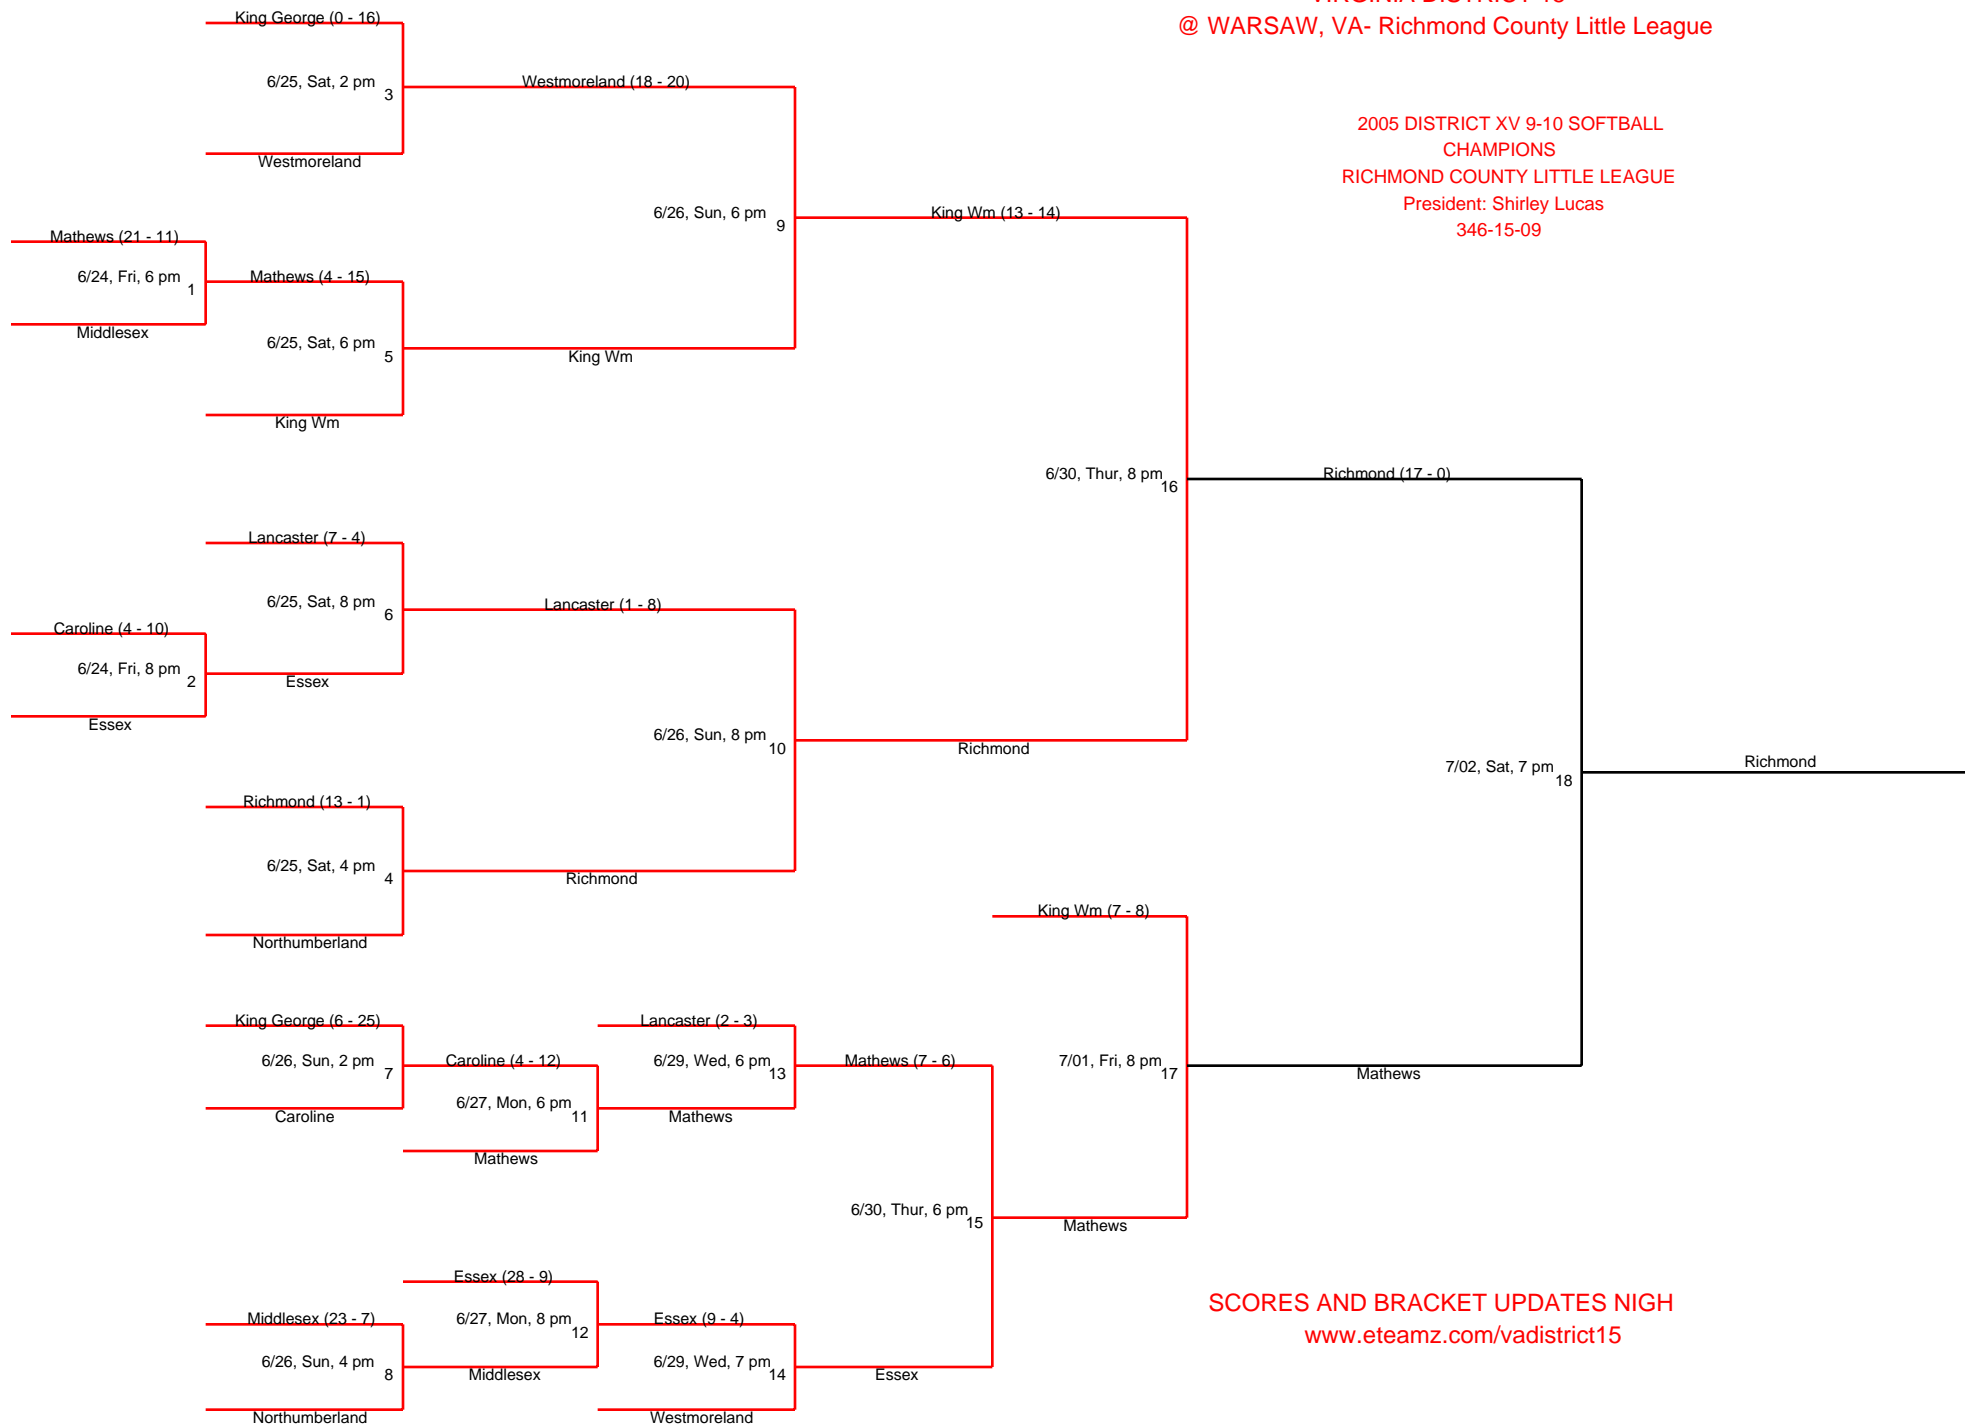 VIRGINIA DISTRICT 15
@ WARSAW, VA- Richmond County Little League
2005 DISTRICT XV 9-10 SOFTBALL
CHAMPIONS
RICHMOND COUNTY LITTLE LEAGUE
President: Shirley Lucas
346-15-09
King George (0 - 16)
6/25, Sat, 2 pm
3
Westmoreland
Westmoreland (18 - 20)
Mathews (21 - 11)
6/24, Fri, 6 pm
1
Middlesex
Mathews (4 - 15)
6/25, Sat, 6 pm
5
King Wm
6/26, Sun, 6 pm
9
King Wm
King Wm (13 - 14)
Lancaster (7 - 4)
6/25, Sat, 8 pm
6
Caroline (4 - 10)
6/24, Fri, 8 pm
2
Essex
Essex
Lancaster (1 - 8)
6/26, Sun, 8 pm
10
Richmond (13 - 1)
6/25, Sat, 4 pm
4
Northumberland
Richmond
Richmond
6/30, Thur, 8 pm
16
Richmond (17 - 0)
7/02, Sat, 7 pm
18
Richmond
King Wm (7 - 8)
7/01, Fri, 8 pm
17
Mathews
King George (6 - 25)
6/26, Sun, 2 pm
7
Caroline
Caroline (4 - 12)
6/27, Mon, 6 pm
11
Mathews
Lancaster (2 - 3)
6/29, Wed, 6 pm
13
Mathews
Mathews (7 - 6)
6/30, Thur, 6 pm
15
Mathews
Essex (28 - 9)
6/27, Mon, 8 pm
12
Middlesex (23 - 7)
6/26, Sun, 4 pm
8
Northumberland
Middlesex
Essex (9 - 4)
6/29, Wed, 7 pm
14
Westmoreland
Essex
SCORES AND BRACKET UPDATES NIGH
www.eteamz.com/vadistrict15